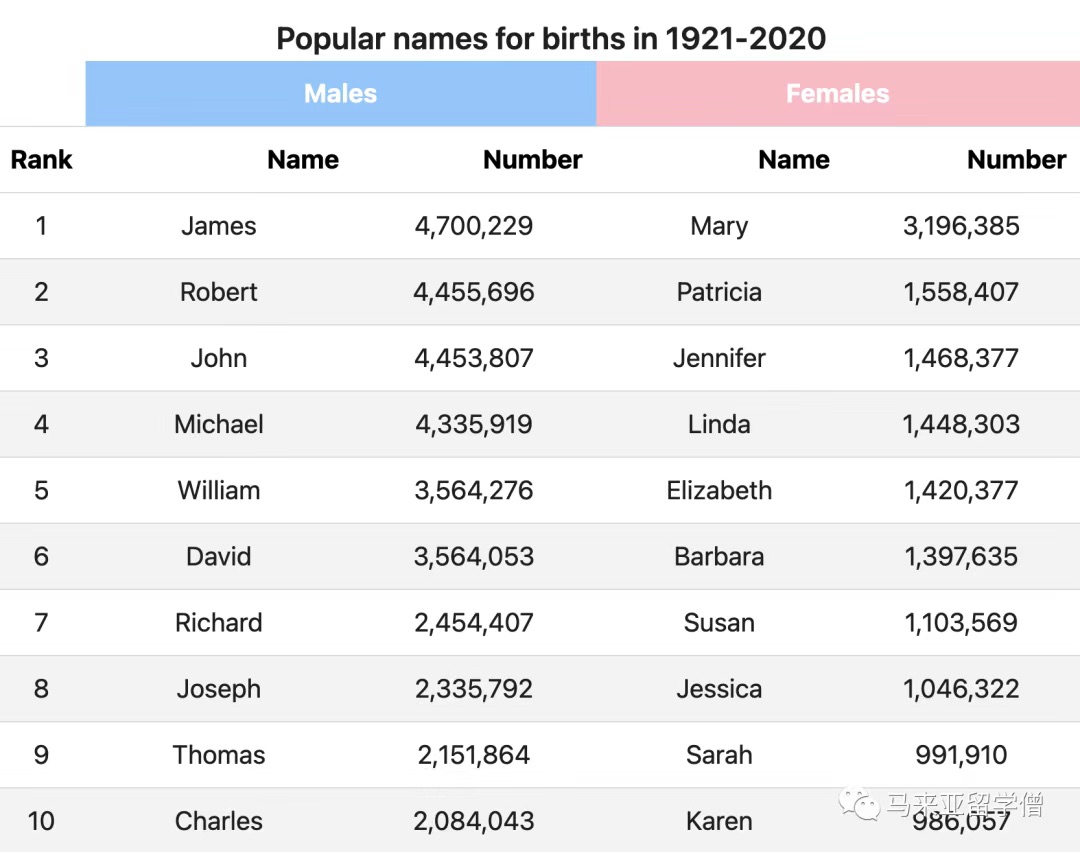 Popular names for births in 1921-2020
Males Females
Rank Name Number Name Number
1 James 4,700,229 Mary 3,196,385
2 Robert 4,455,696 Patricia 1,558,407
3 John 4,453,807 Jennifer 1,468,377
4 Michael 4,335,919 Linda 1,448,303
5 William 3,564,276 Elizabeth 1,420,377
6 David 3,564,053 Barbara 1,397,635
7 Richard 2,454,407 Susan 1,103,569
8 Joseph 2,335,792 Jessica 1,046,322
9 Thomas 2,151,864 Sarah 991,910
马来亚留学僧
10 Charles 2,084,043 Karen 986,057